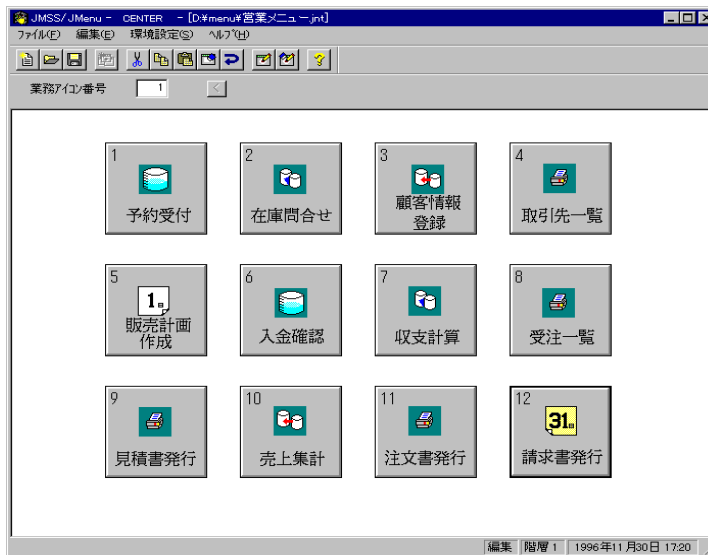 JMSS/JMenu - CENTER - [D:¥menu¥営業メニュー.jnt]
ファイル(F) 編集(E) 環境設定(S) ヘルプ(H)
業務アイコン番号 1 <
1 2 3 4
予約受付 在庫問合せ 顧客情報 取引先一覧
登録
5 6 7 8
1.
販売計画 入金確認 収支計算 受注一覧
作成
9 10 11 12
31.
見積書発行 売上集計 注文書発行 請求書発行
編集 階層 1 1996年11月30日 17:20